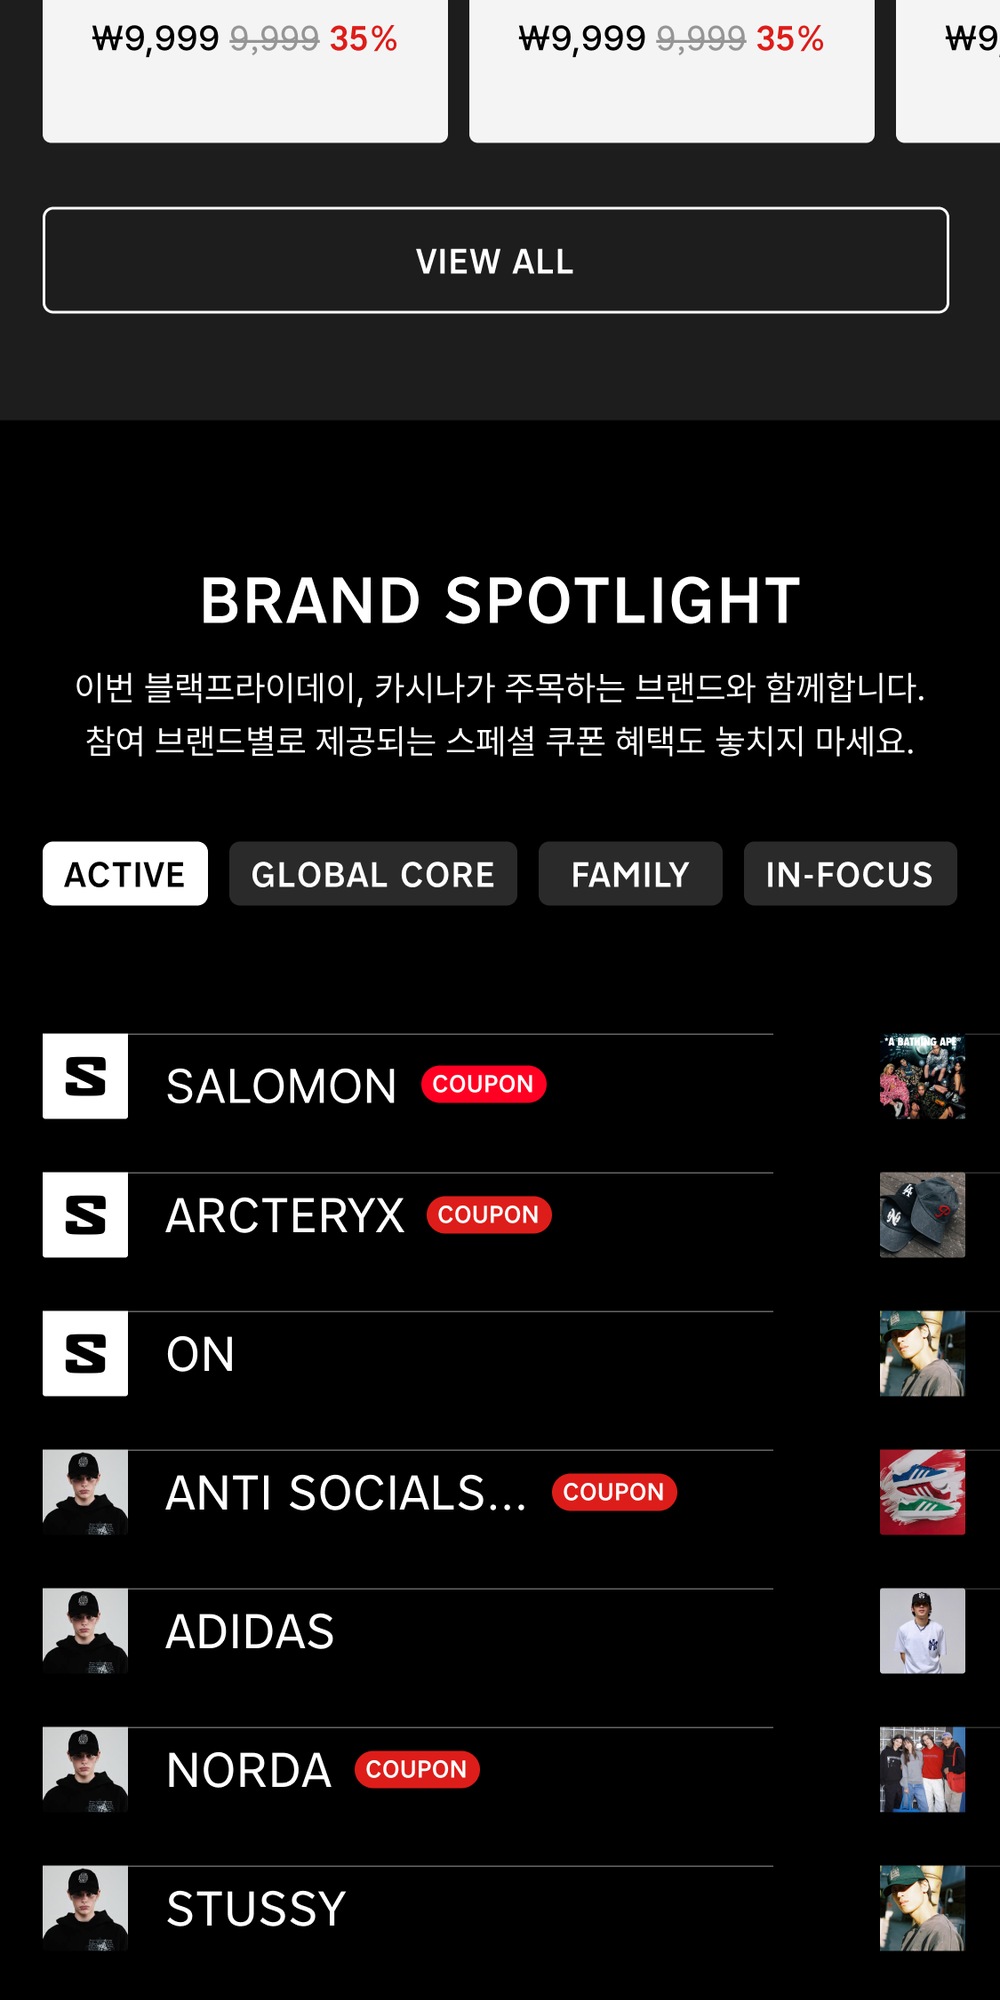 ₩9,999 9,999 35%
₩9,999 9,999 35%
VIEW ALL
BRAND SPOTLIGHT
이번 블랙프라이데이, 카시나가 주목하는 브랜드와 함께합니다.
참여 브랜드별로 제공되는 스페셜 쿠폰 혜택도 놓치지 마세요.
ACTIVE
GLOBAL CORE
FAMILY
IN-FOCUS
SALOMON COUPON
"A BATHING APE"
ARCTERYX COUPON
ON
ANTI SOCIALS... COUPON
ADIDAS
NORDA COUPON
STUSSY